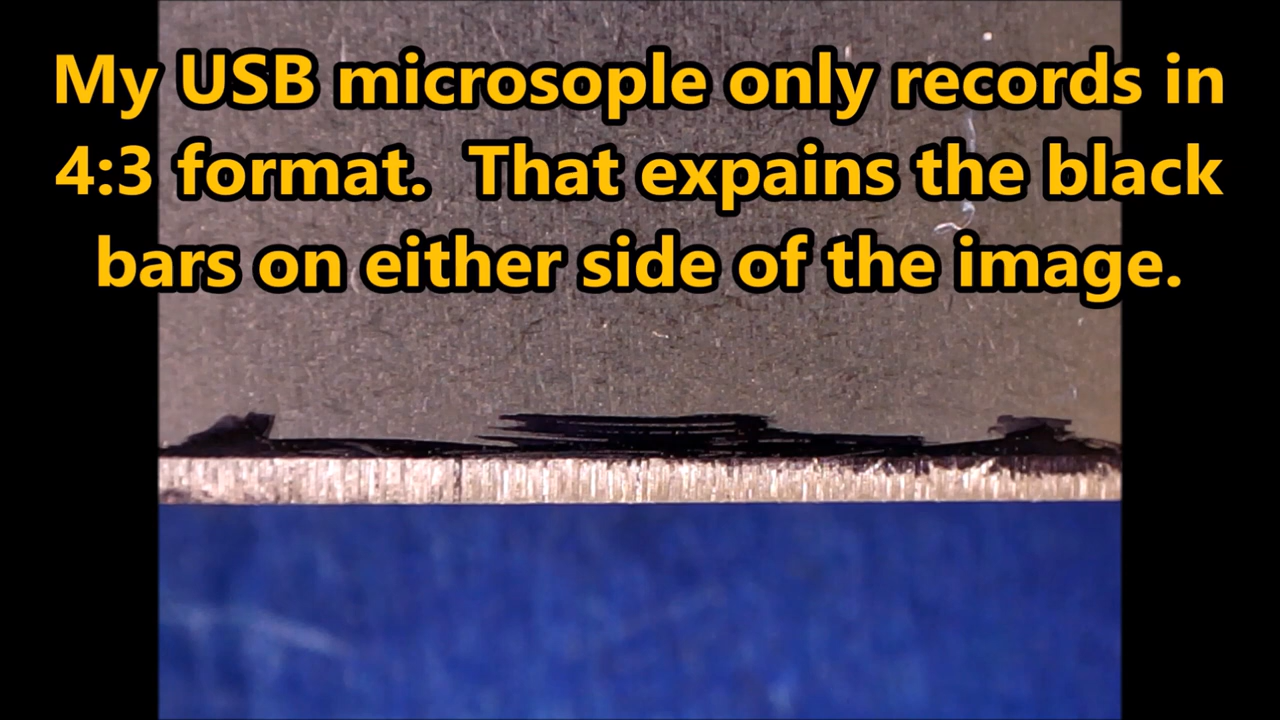 My USB microsople only records in
4:3 format.  That expains the black
bars on either side of the image.